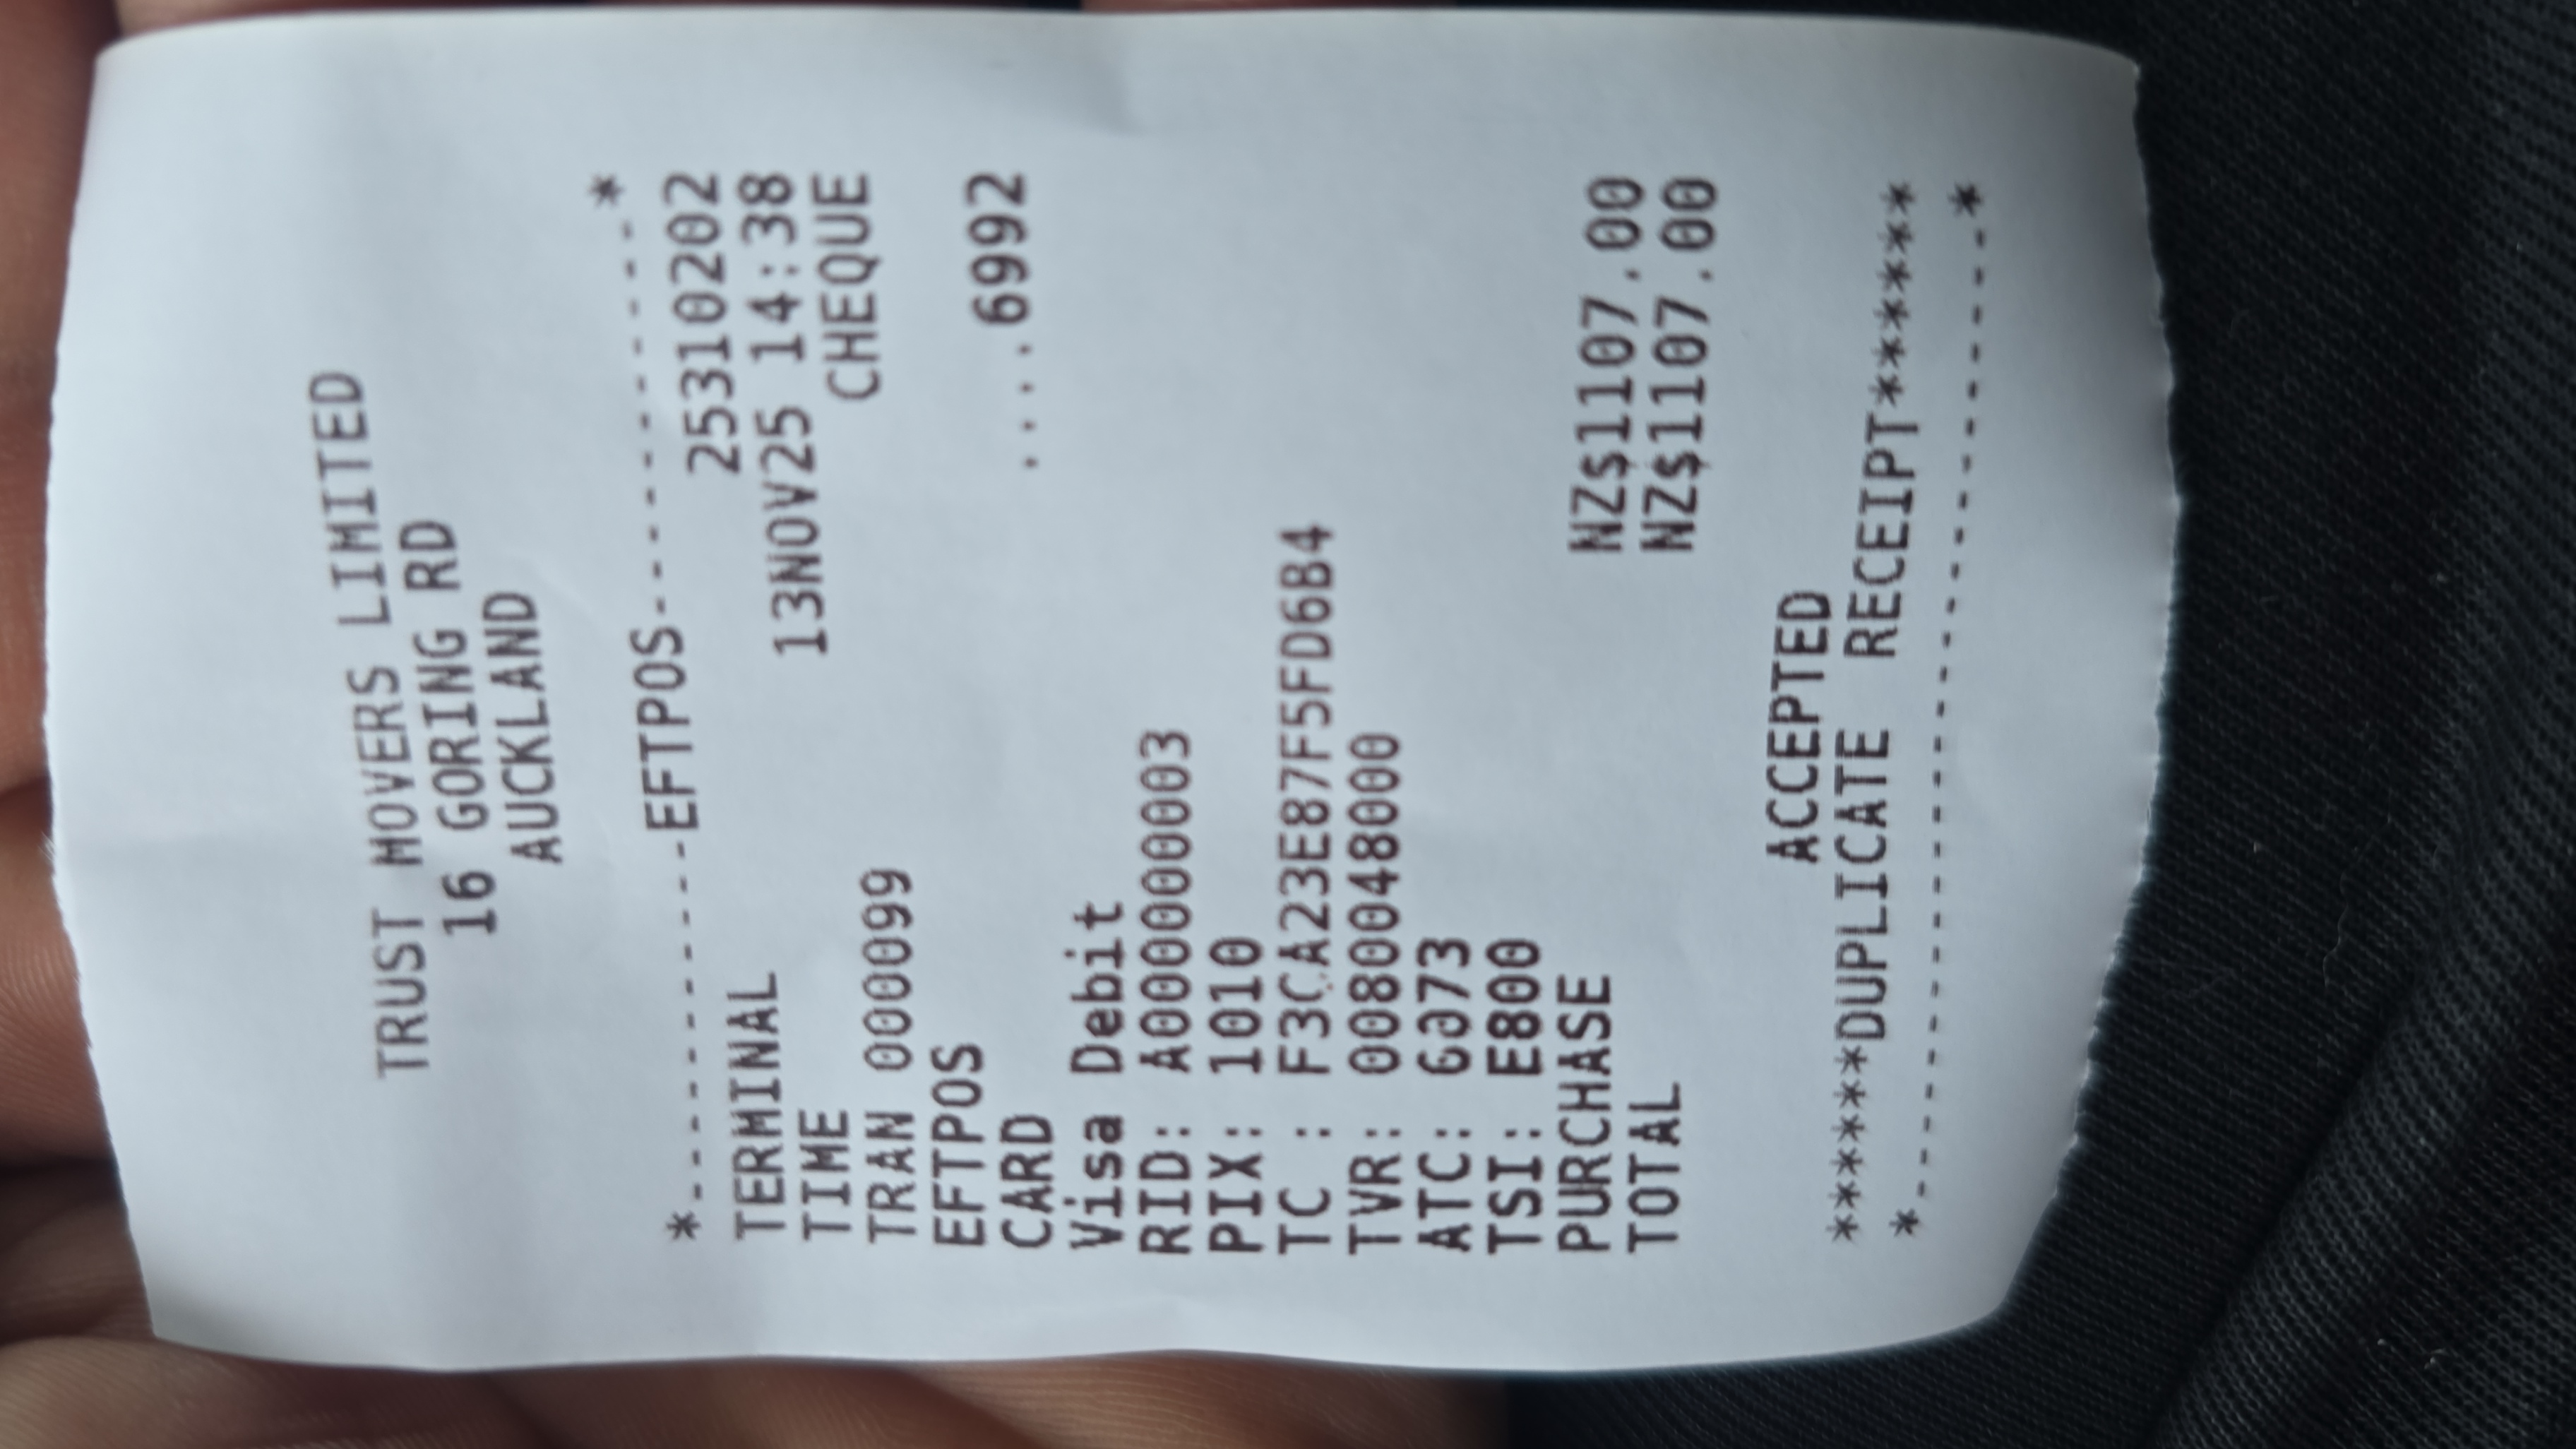 TRUST MOVERS LIMITED
16 GORING RD
AUCKLAND
*-----------EFTPOS-----------*
TERMINAL 25310202
TIME 13NOV25 14:38
TRAN 000099 CHEQUE
EFTPOS
CARD ....6992
Visa Debit
RID: A000000003
PIX: 1010
TC : F3CA23E87F5FD6B4
TVR: 0080048000
ATC: 6073
TSI: E800
PURCHASE NZ$1107.00
TOTAL NZ$1107.00
ACCEPTED
******DUPLICATE RECEIPT******
*----------------------------*